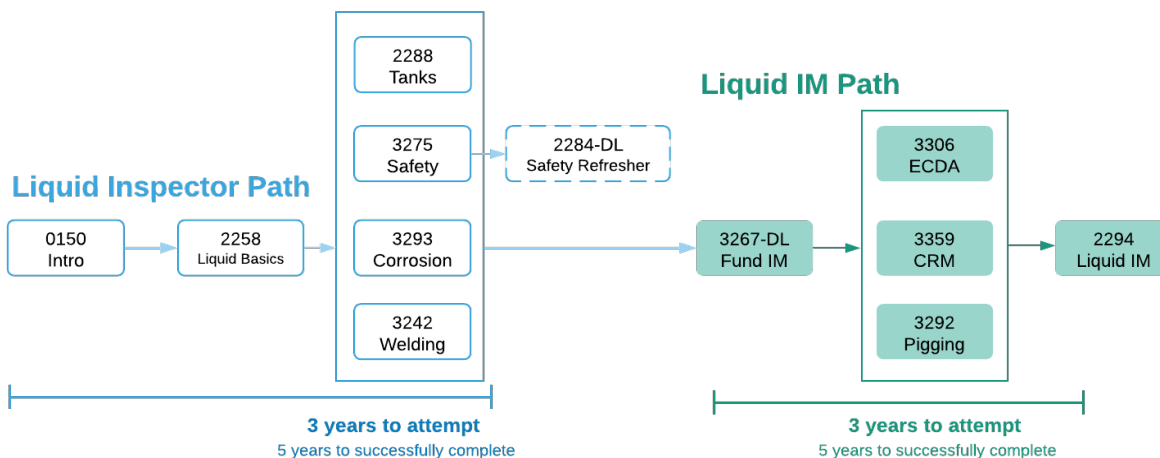 Liquid Inspector Path
0150
Intro
2258
Liquid Basics
2288
Tanks
3275
Safety
2284-DL
Safety Refresher
3293
Corrosion
3242
Welding
3 years to attempt
5 years to successfully complete
Liquid IM Path
3267-DL
Fund IM
3306
ECDA
3359
CRM
3292
Pigging
2294
Liquid IM
3 years to attempt
5 years to successfully complete